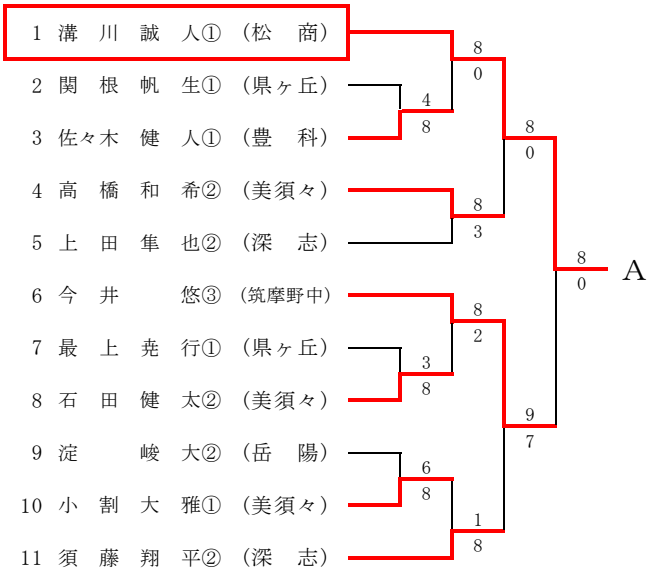 1 溝 川 誠 人① (松 商)
2 関 根 帆 生① (県ヶ丘)
3 佐々木 健 人① (豊 科)
4 高 橋 和 希② (美須々)
5 上 田 隼 也② (深 志)
6 今 井 悠③ (筑摩野中)
7 最 上 尭 行① (県ヶ丘)
8 石 田 健 太② (美須々)
9 淀 峻 大② (岳 陽)
10 小 割 大 雅① (美須々)
11 須 藤 翔 平② (深 志)
4
8
3
8
6
8
8
0
8
3
8
2
1
8
8
0
9
7
8
0
A